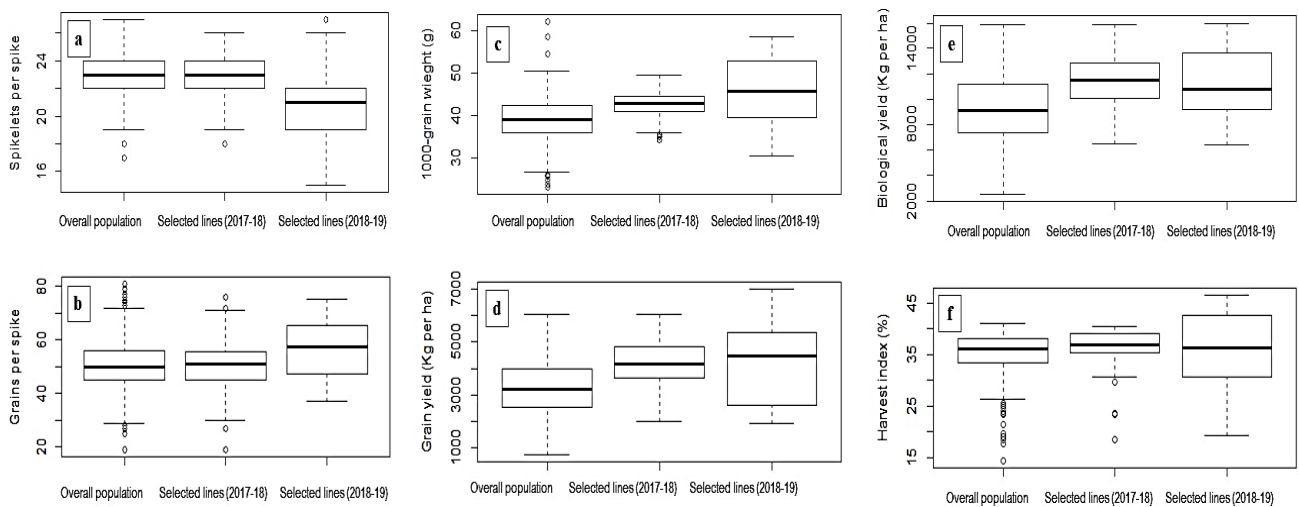 a
Spikelets per spike
24
20
16
Overall population
Selected lines (2017-18)
Selected lines (2018-19)
c
1000-grain wieght (g)
60
50
40
30
Overall population
Selected lines (2017-18)
Selected lines (2018-19)
e
Biological yield (Kg per ha)
14000
8000
2000
Overall population
Selected lines (2017-18)
Selected lines (2018-19)
b
Grains per spike
80
60
40
20
Overall population
Selected lines (2017-18)
Selected lines (2018-19)
d
Grain yield (Kg per ha)
7000
5000
3000
1000
Overall population
Selected lines (2017-18)
Selected lines (2018-19)
f
Harvest index (%)
45
35
25
15
Overall population
Selected lines (2017-18)
Selected lines (2018-19)